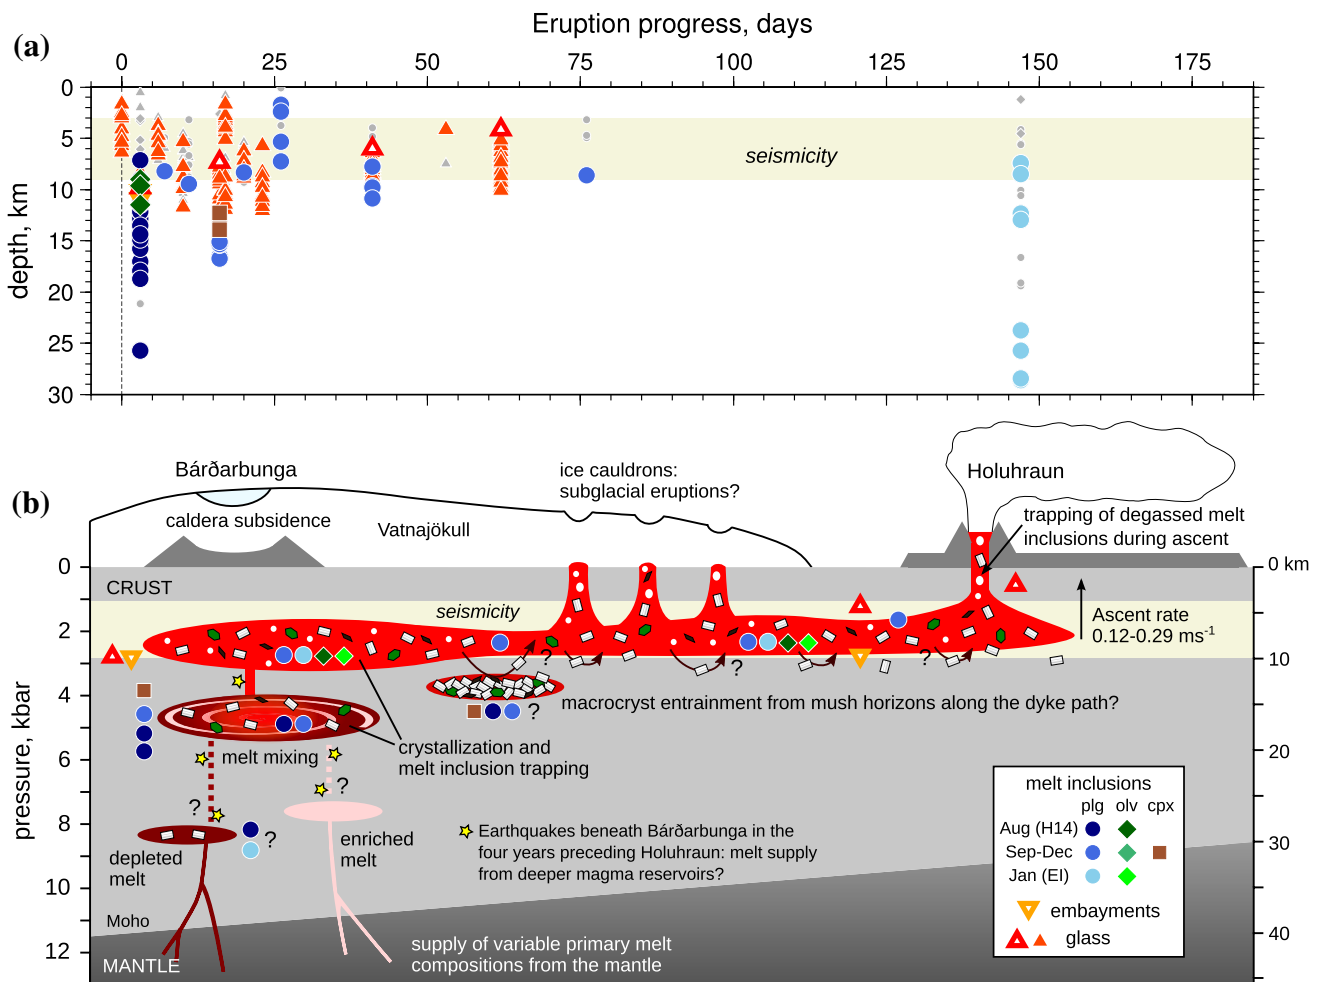 (a)
Eruption progress, days
0 25 50 75 100 125 150 175
0
5
10
15
20
25
30
depth, km
seismicity
(b)
Bárðarbunga
caldera subsidence
Vatnajökull
ice cauldrons:
subglacial eruptions?
Holuhraun
trapping of degassed melt
inclusions during ascent
0
2
4
6
8
10
12
pressure, kbar
0 km
10
20
30
40
CRUST
seismicity
Ascent rate
0.12-0.29 ms-1
?
?
?
macrocryst entrainment from mush horizons along the dyke path?
?
crystallization and
melt inclusion trapping
melt mixing
?
?
?
depleted
melt
enriched
melt
Earthquakes beneath Bárðarbunga in the
four years preceding Holuhraun: melt supply
from deeper magma reservoirs?
Moho
MANTLE
supply of variable primary melt
compositions from the mantle
melt inclusions
plg olv cpx
Aug (H14)
Sep-Dec
Jan (EI)
embayments
glass